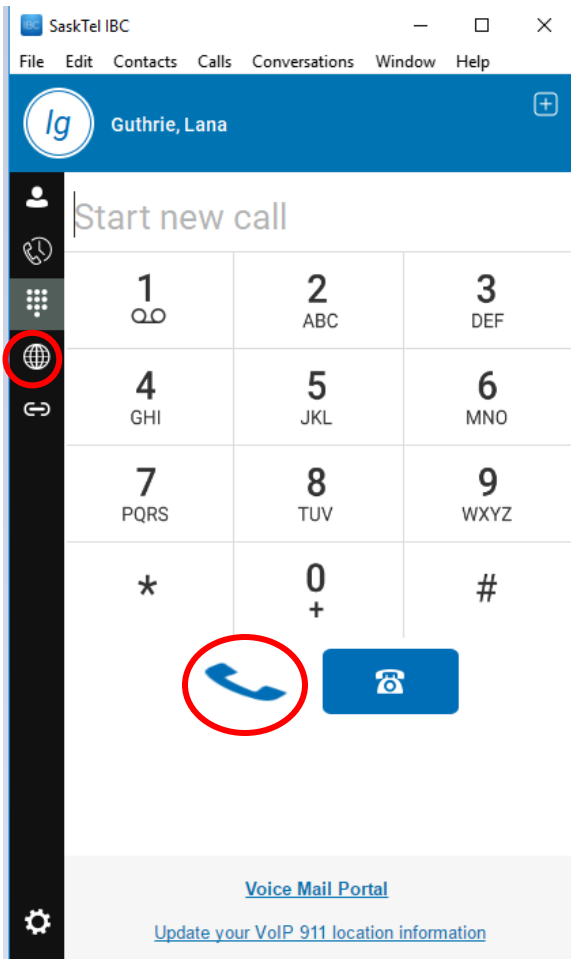 IBC SaskTel IBC
File Edit Contacts Calls Conversations Window Help
lg Guthrie, Lana
Start new call
1 2 3
ABC DEF
4 5 6
GHI JKL MNO
7 8 9
PQRS TUV WXYZ
* 0 #
+
Voice Mail Portal
Update your VoIP 911 location information